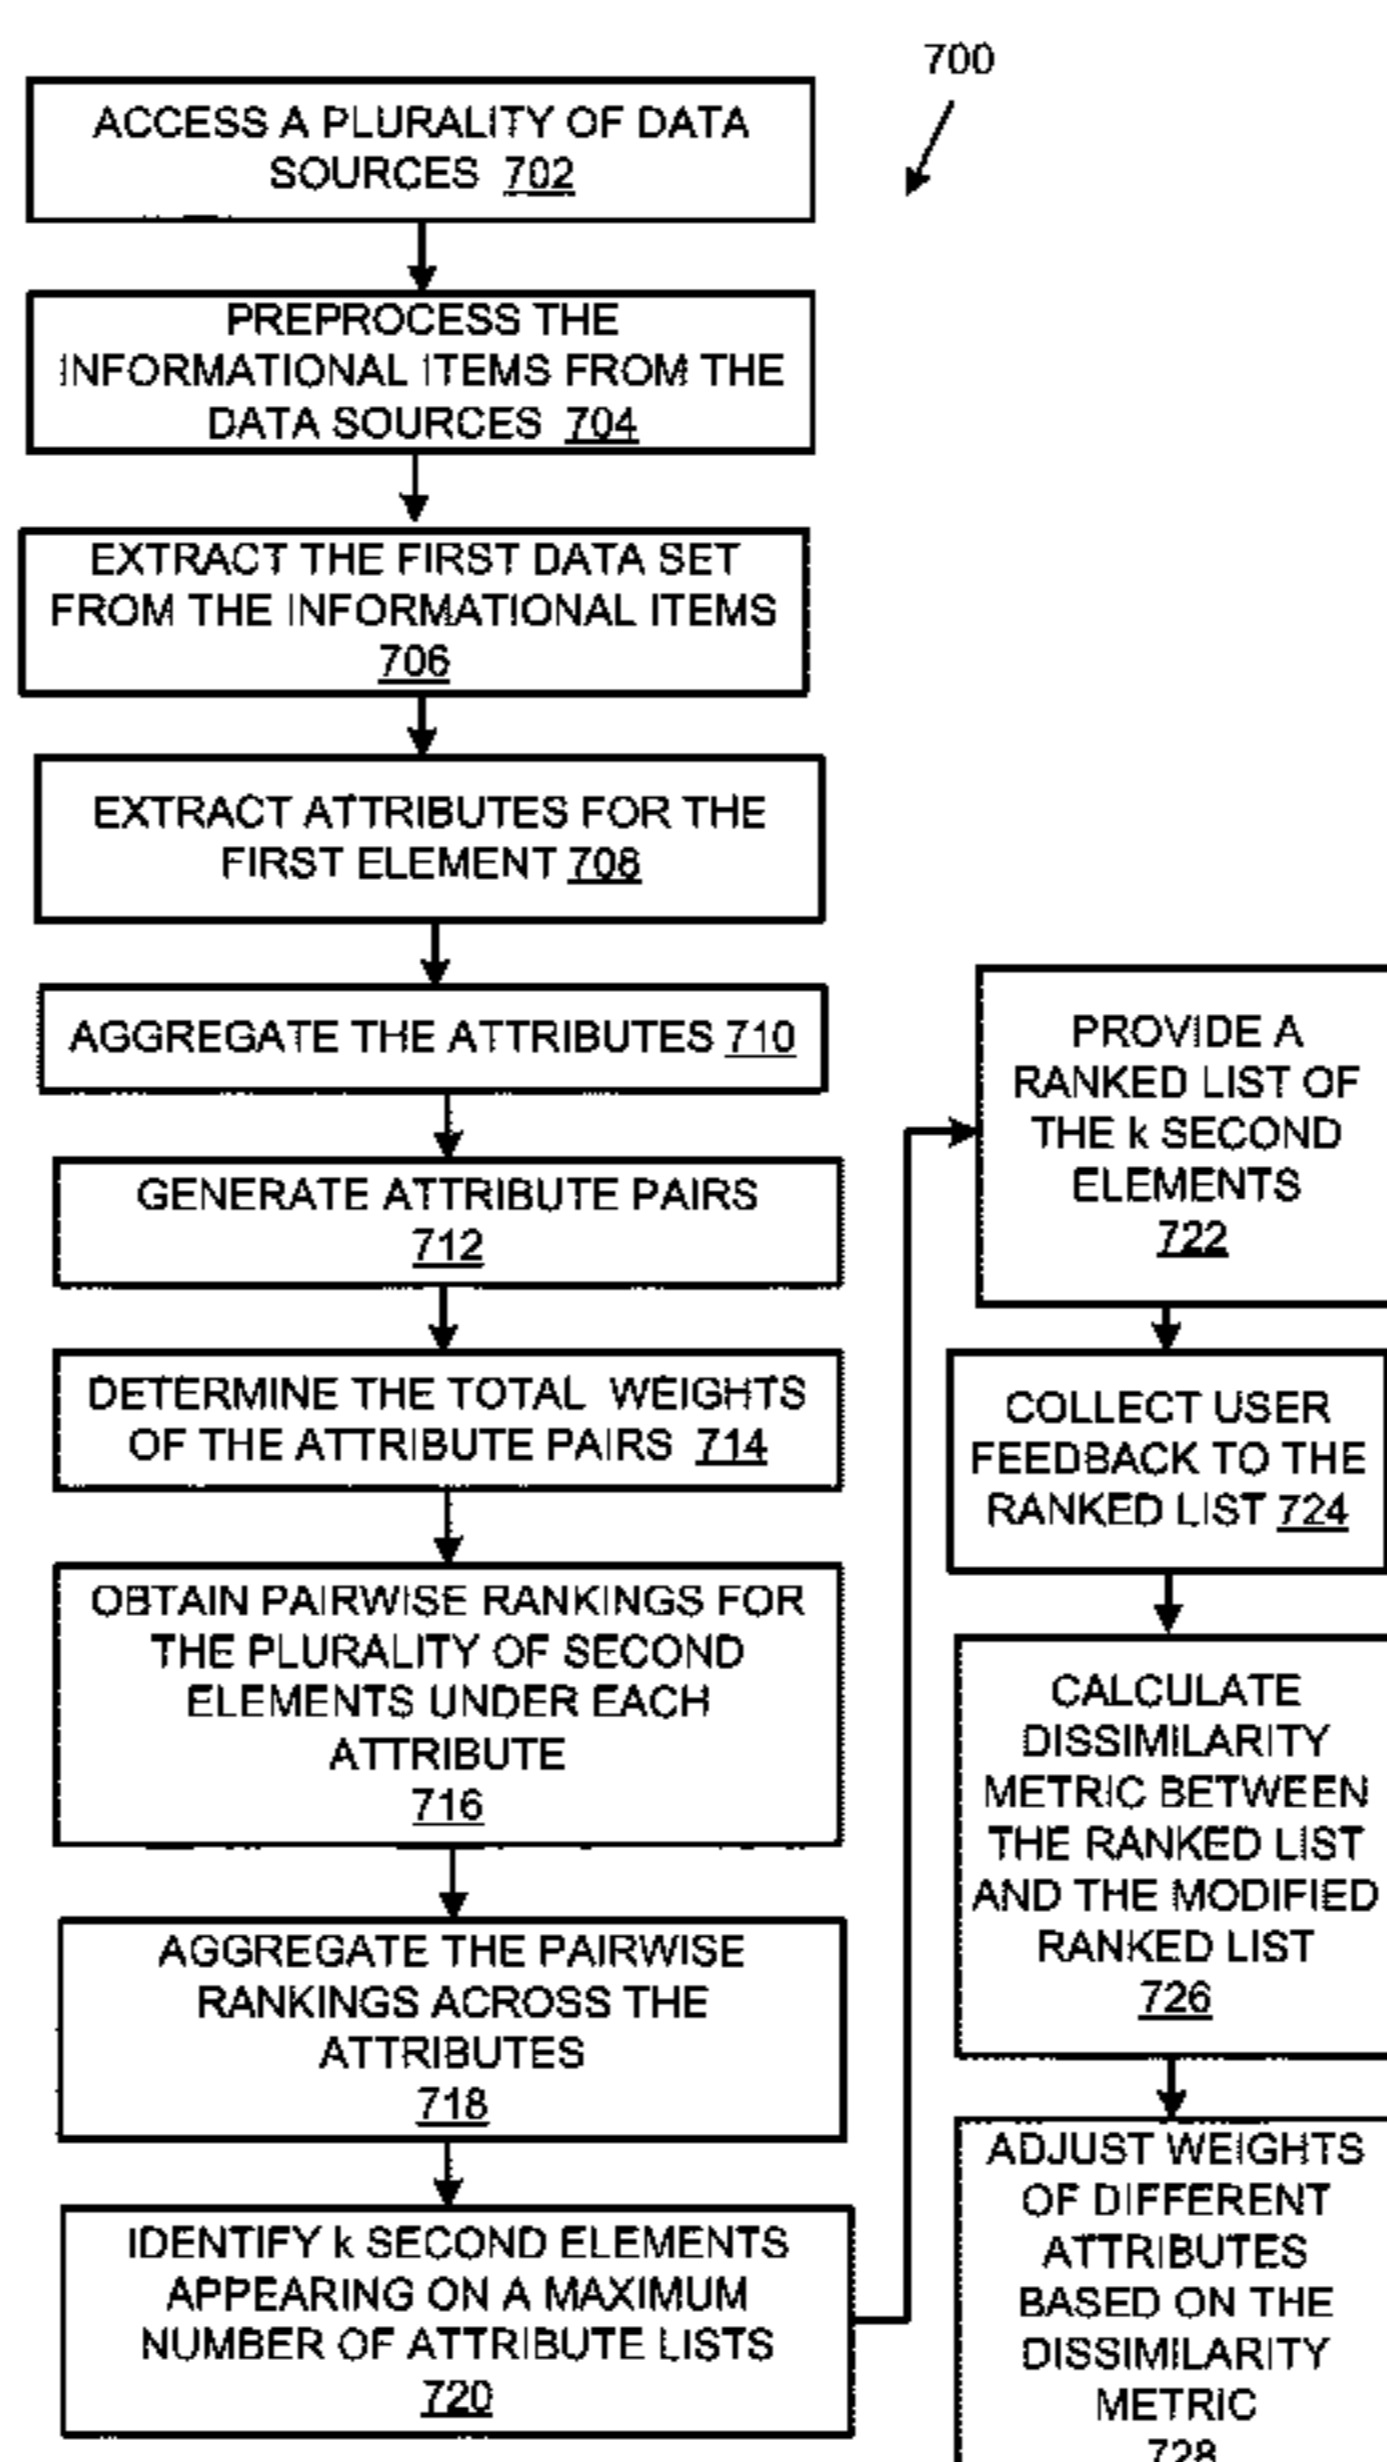 700
ACCESS A PLURALITY OF DATA
SOURCES 702
PREPROCESS THE
INFORMATIONAL ITEMS FROM THE
DATA SOURCES 704
EXTRACT THE FIRST DATA SET
FROM THE INFORMATIONAL ITEMS
706
EXTRACT ATTRIBUTES FOR THE
FIRST ELEMENT 708
AGGREGATE THE ATTRIBUTES 710
GENERATE ATTRIBUTE PAIRS
712
DETERMINE THE TOTAL WEIGHTS
OF THE ATTRIBUTE PAIRS 714
OBTAIN PAIRWISE RANKINGS FOR
THE PLURALITY OF SECOND
ELEMENTS UNDER EACH
ATTRIBUTE
716
AGGREGATE THE PAIRWISE
RANKINGS ACROSS THE
ATTRIBUTES
718
IDENTIFY k SECOND ELEMENTS
APPEARING ON A MAXIMUM
NUMBER OF ATTRIBUTE LISTS
720
PROVIDE A
RANKED LIST OF
THE k SECOND
ELEMENTS
722
COLLECT USER
FEEDBACK TO THE
RANKED LIST 724
CALCULATE
DISSIMILARITY
METRIC BETWEEN
THE RANKED LIST
AND THE MODIFIED
RANKED LIST
726
ADJUST WEIGHTS
OF DIFFERENT
ATTRIBUTES
BASED ON THE
DISSIMILARITY
METRIC
728